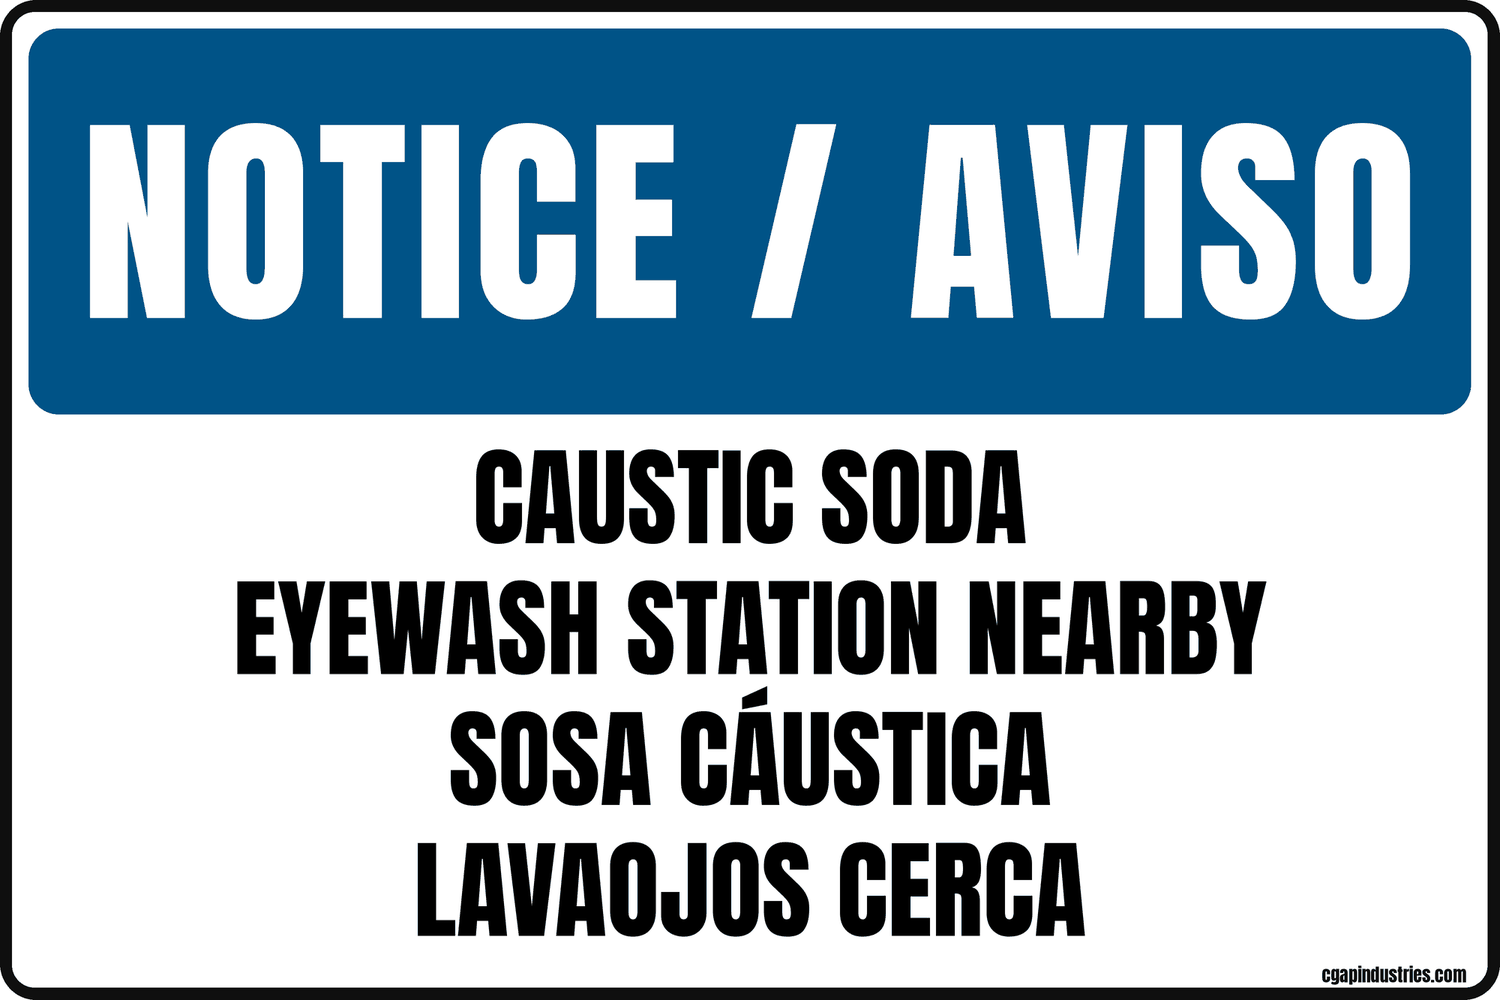 NOTICE / AVISO
CAUSTIC SODA
EYEWASH STATION NEARBY
SOSA CÁUSTICA
LAVAOJOS CERCA
cgapindustries.com